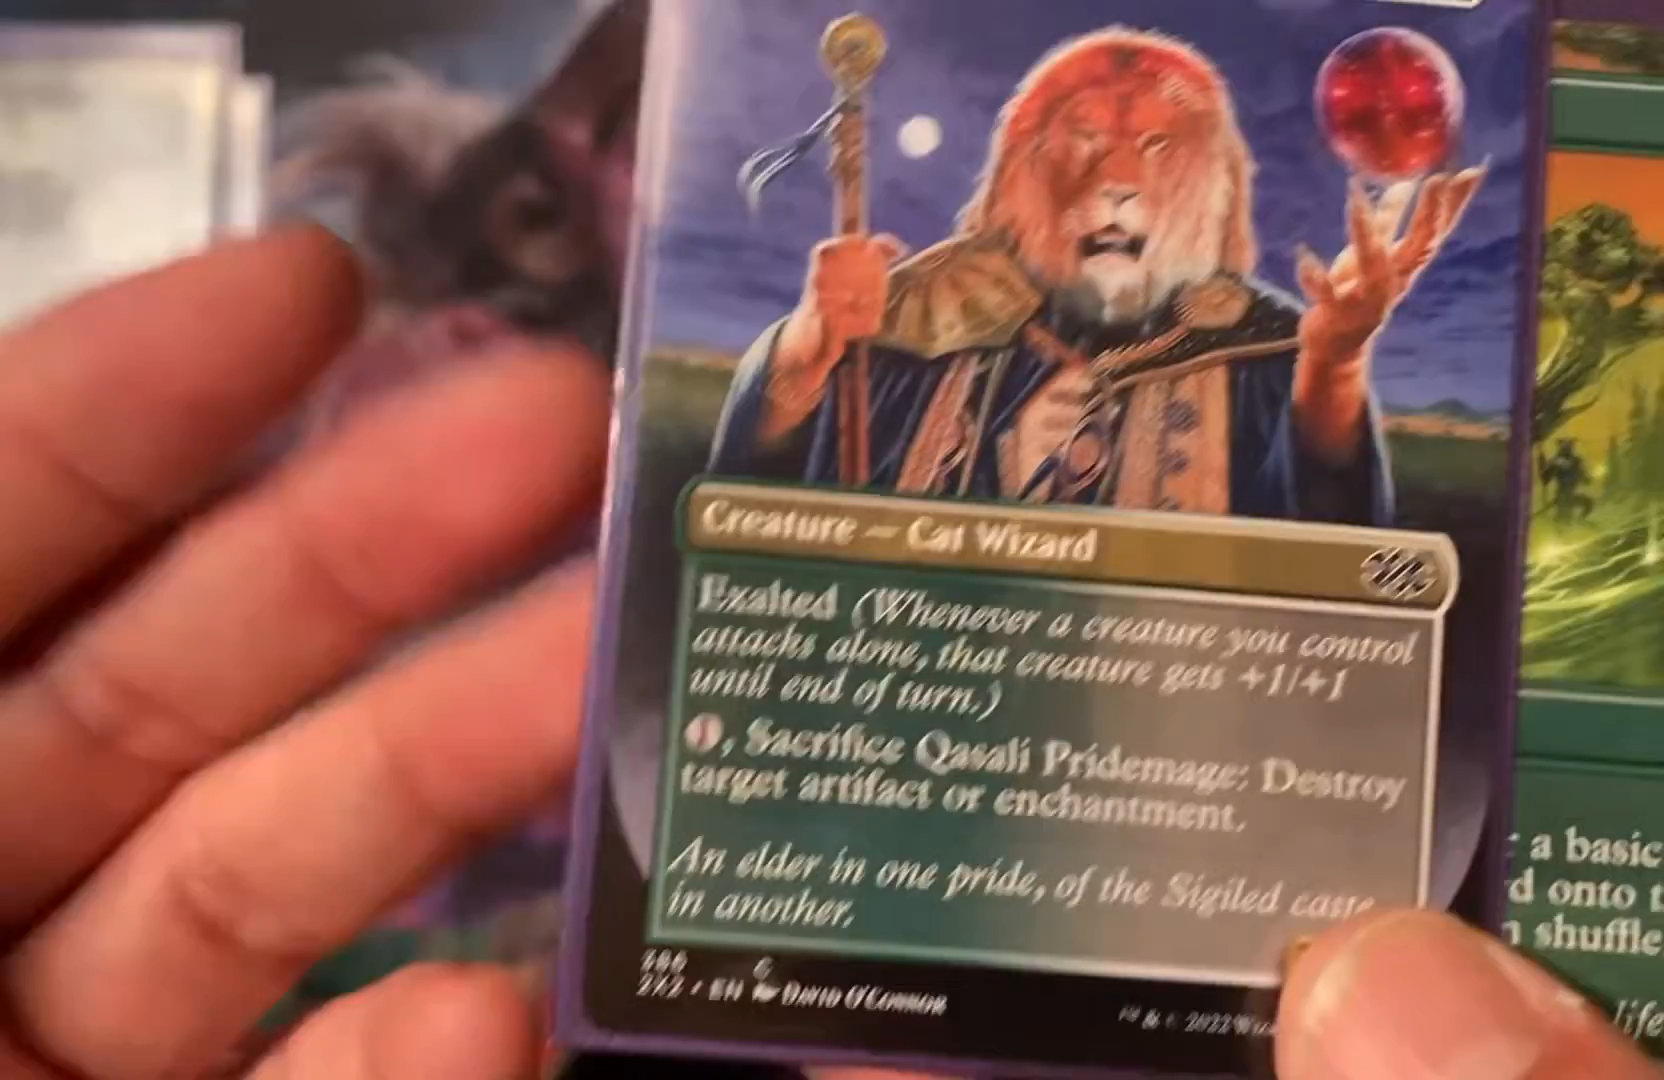 Creature — Cat Wizard
Exalted (Whenever a creature you control
attacks alone, that creature gets +1/+1
until end of turn.)
1, Sacrifice Qasali Pridemage: Destroy
target artifact or enchantment.
An elder in one pride, of the Sigiled caste
in another.
C
/ EN DAVID O'CONNOR
& © 2022
a basic
onto
shuffle
life